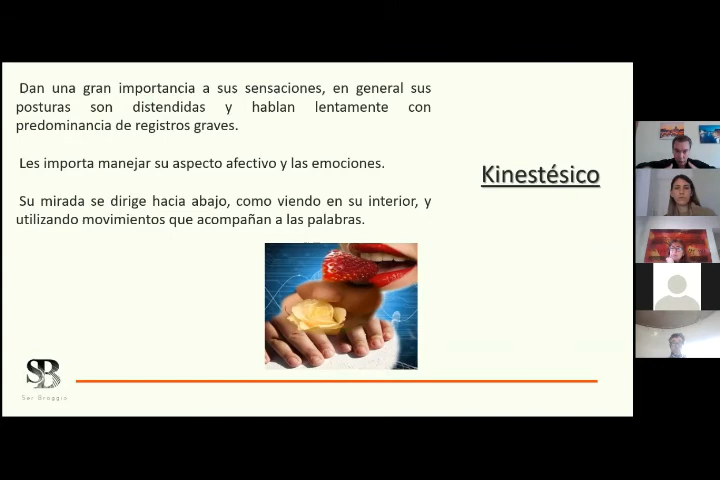 Dan una gran importancia a sus sensaciones, en general sus
posturas son distendidas y hablan lentamente con
predominancia de registros graves.
Les importa manejar su aspecto afectivo y las emociones.
Su mirada se dirige hacia abajo, como viendo en su interior, y
utilizando movimientos que acompañan a las palabras.
Kinestésico
SB
Ser Broggio